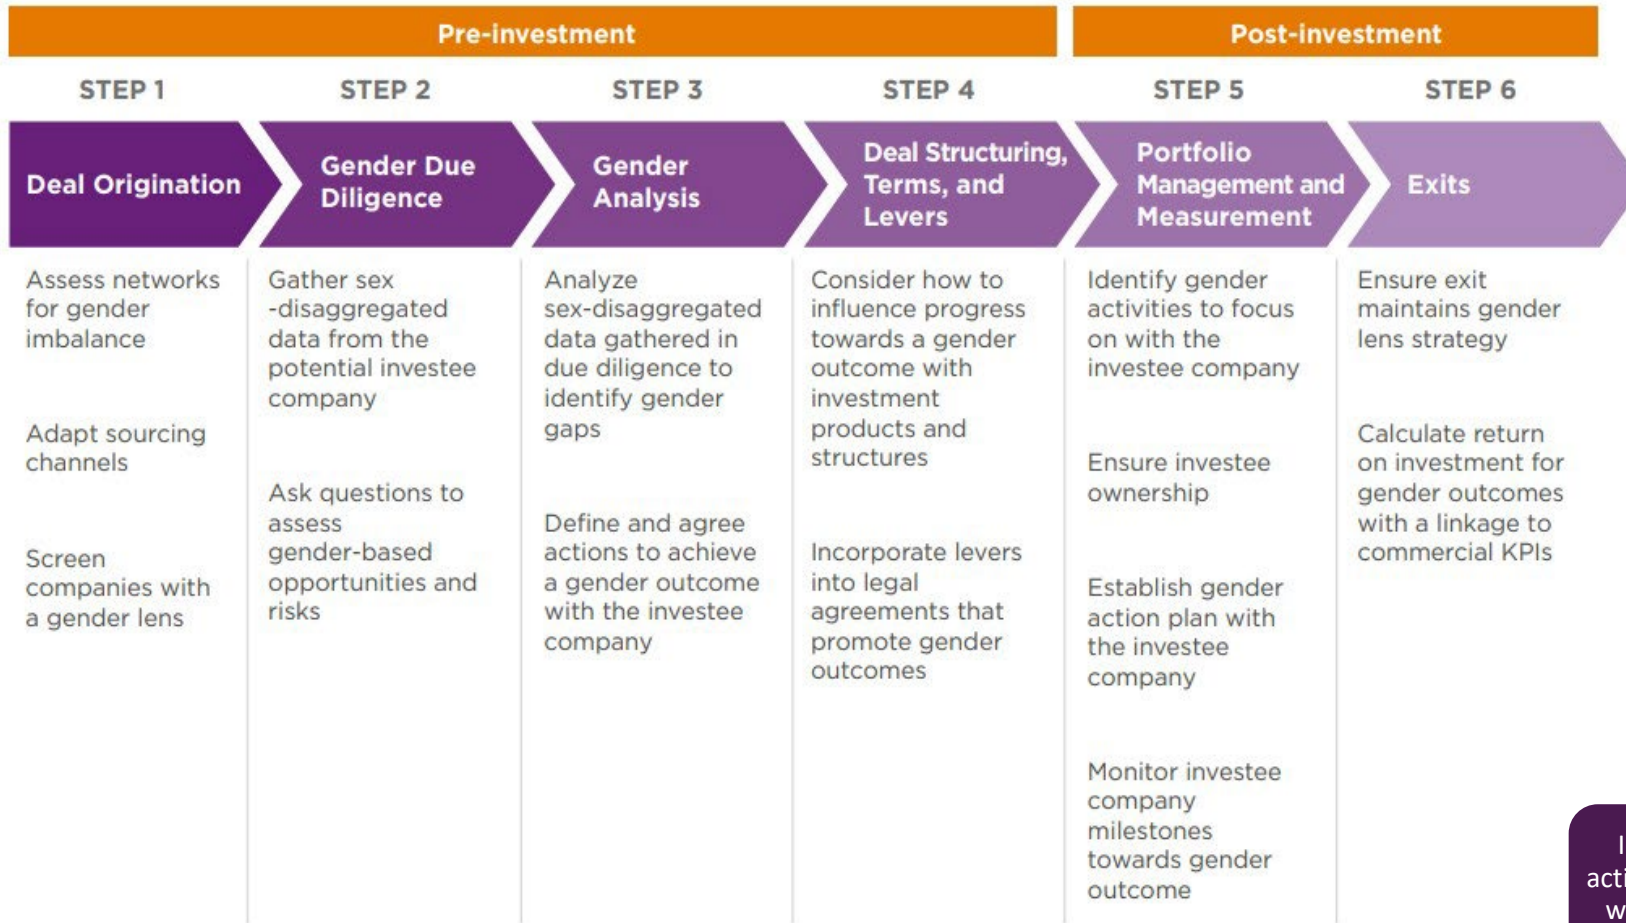 Pre-investment
Post-investment
STEP 1
STEP 2
STEP 3
STEP 4
STEP 5
STEP 6
Deal Origination
Gender Due
Diligence
Gender
Analysis
Deal Structuring,
Terms, and
Levers
Portfolio
Management and
Measurement
Exits
Assess networks
for gender
imbalance
Adapt sourcing
channels
Screen
companies with
a gender lens
Gather sex
-disaggregated
data from the
potential investee
company
Ask questions to
assess
gender-based
opportunities and
risks
Analyze
sex-disaggregated
data gathered in
due diligence to
identify gender
gaps
Define and agree
actions to achieve
a gender outcome
with the investee
company
Consider how to
influence progress
towards a gender
outcome with
investment
products and
structures
Incorporate levers
into legal
agreements that
promote gender
outcomes
Identify gender
activities to focus
on with the
investee company
Ensure investee
ownership
Establish gender
action plan with
the investee
company
Monitor investee
company
milestones
towards gender
outcome
Ensure exit
maintains gender
lens strategy
Calculate return
on investment for
gender outcomes
with a linkage to
commercial KPIs